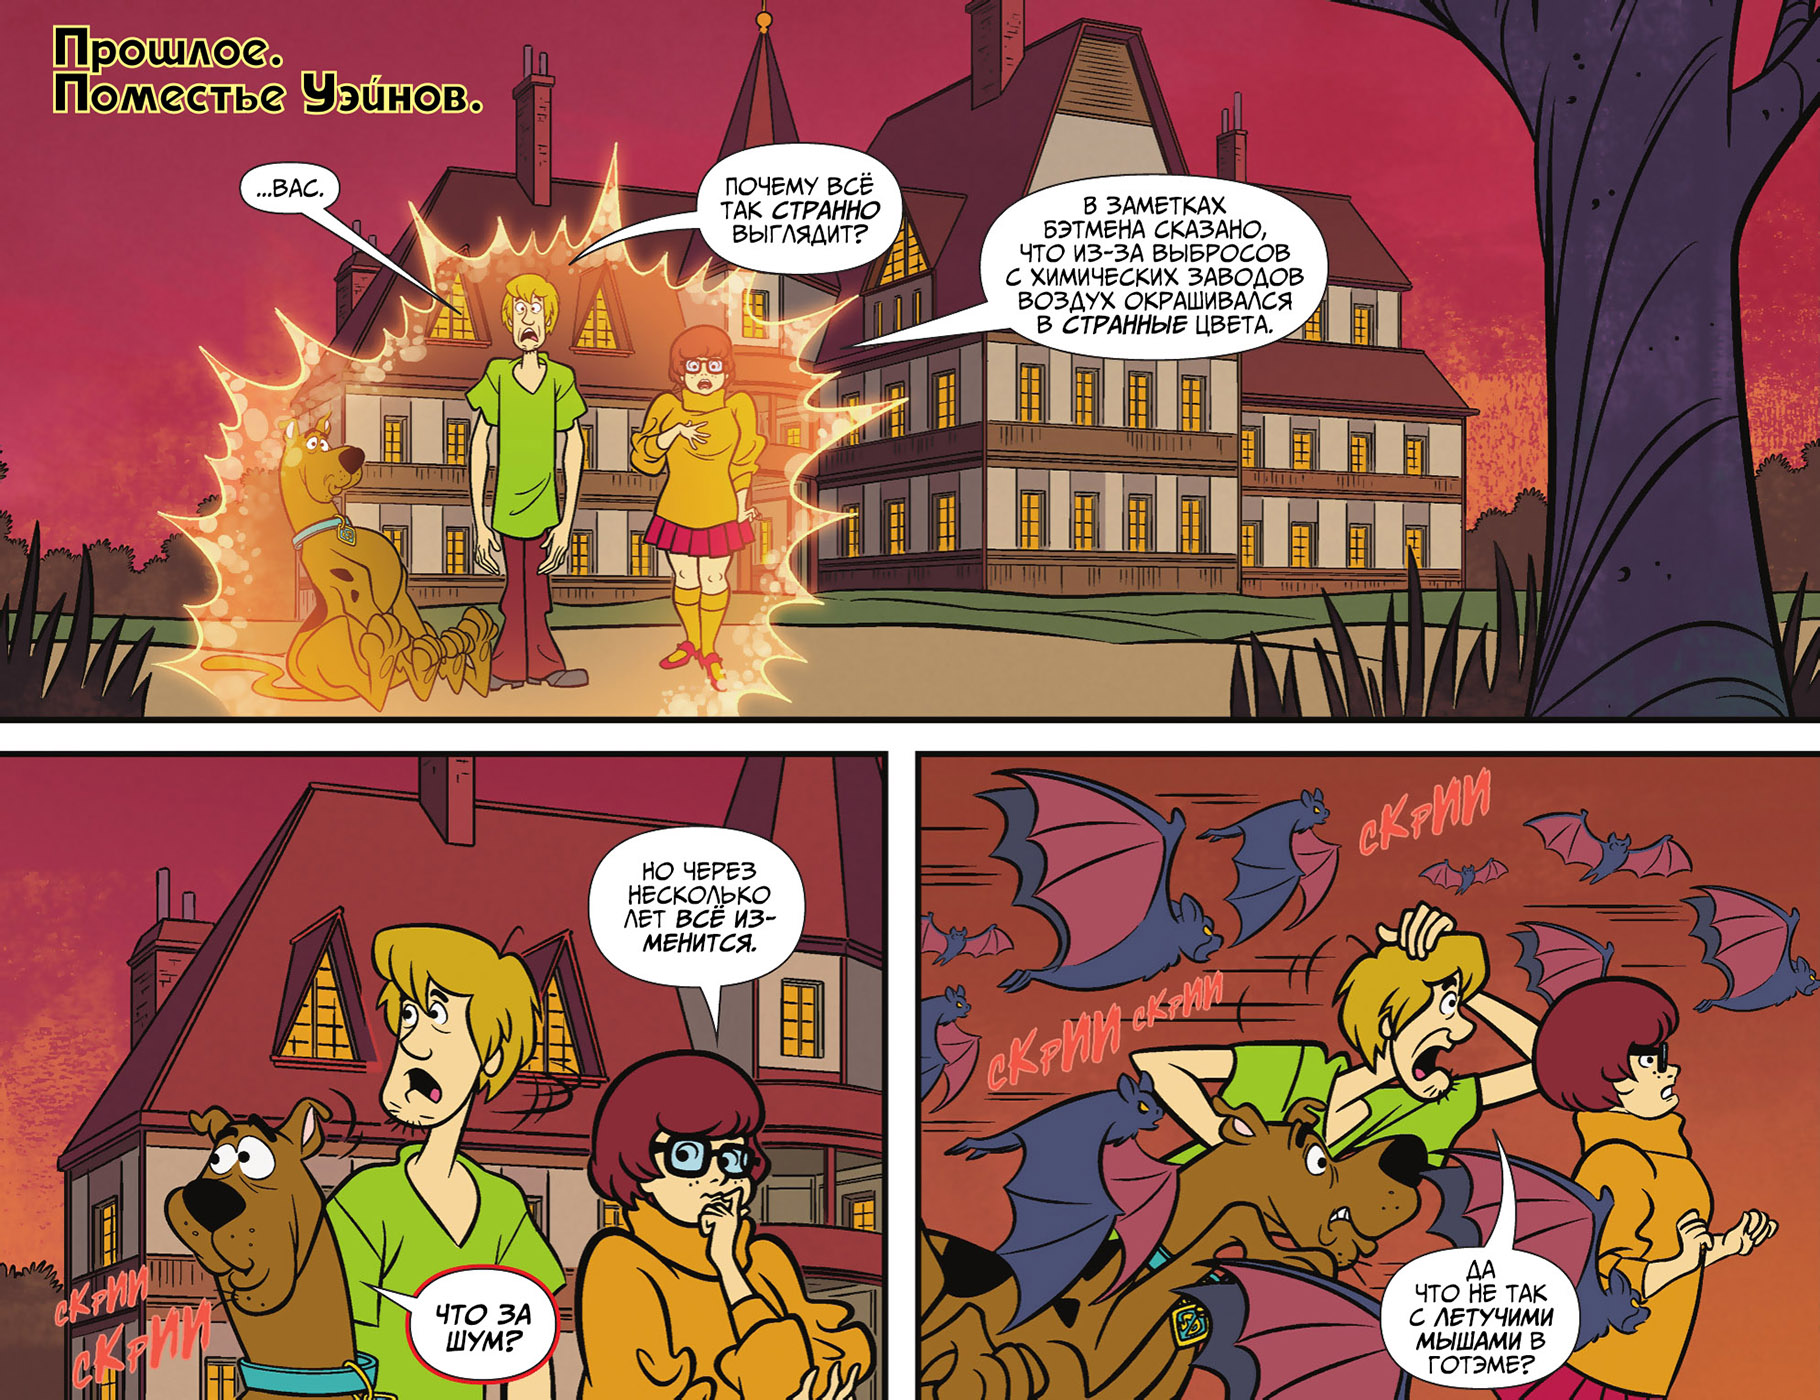 Прошлое.
Поместье Уэйнов.
...ВАС.
ПОЧЕМУ ВСЁ
ТАК СТРАННО
ВЫГЛЯДИТ?
В ЗАМЕТКАХ
БЭТМЕНА СКАЗАНО,
ЧТО ИЗ-ЗА ВЫБРОСОВ
С ХИМИЧЕСКИХ ЗАВОДОВ
ВОЗДУХ ОКРАШИВАЛСЯ
В СТРАННЫЕ ЦВЕТА.
НО ЧЕРЕЗ
НЕСКОЛЬКО
ЛЕТ ВСЁ ИЗ-
МЕНИТСЯ.
СКРИИ
СКРИИ
ЧТО ЗА
ШУМ?
СКРИИ
СКРИИ
СКРИИ
ДА
ЧТО НЕ ТАК
С ЛЕТУЧИМИ
МЫШАМИ В
ГОТЭМЕ?